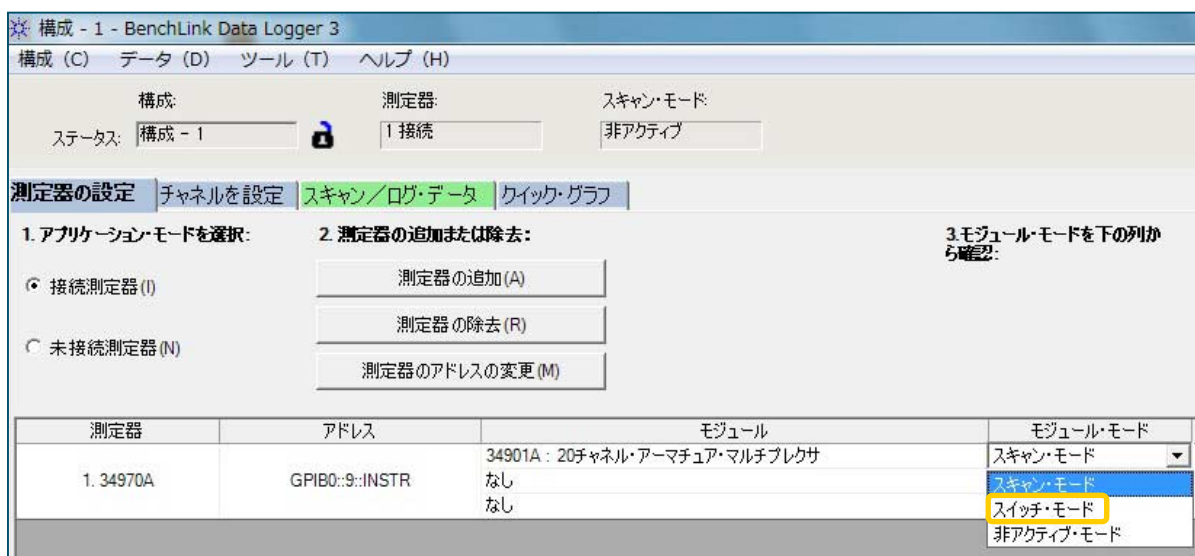 構成 - 1 - BenchLink Data Logger 3
構成 (C) データ (D) ツール (T) ヘルプ (H)
構成: 測定器: スキャン・モード:
ステータス: 構成 - 1 1 接続 非アクティブ
測定器の設定 チャネルを設定 スキャン／ログ・データ クイック・グラフ
1. アプリケーション・モードを選択: 2. 測定器の追加または除去: 3.モジュール・モードを下の列か
ら確認:
接続測定器(I) 測定器の追加(A)
測定器の除去(R)
未接続測定器(N)
測定器のアドレスの変更(M)
測定器 アドレス モジュール モジュール・モード
34901A : 20チャネル・アーマチュア・マルチプレクサ スキャン・モード
1. 34970A GPIB0::9::INSTR なし スキャン・モード
なし スイッチ・モード
非アクティブ・モード